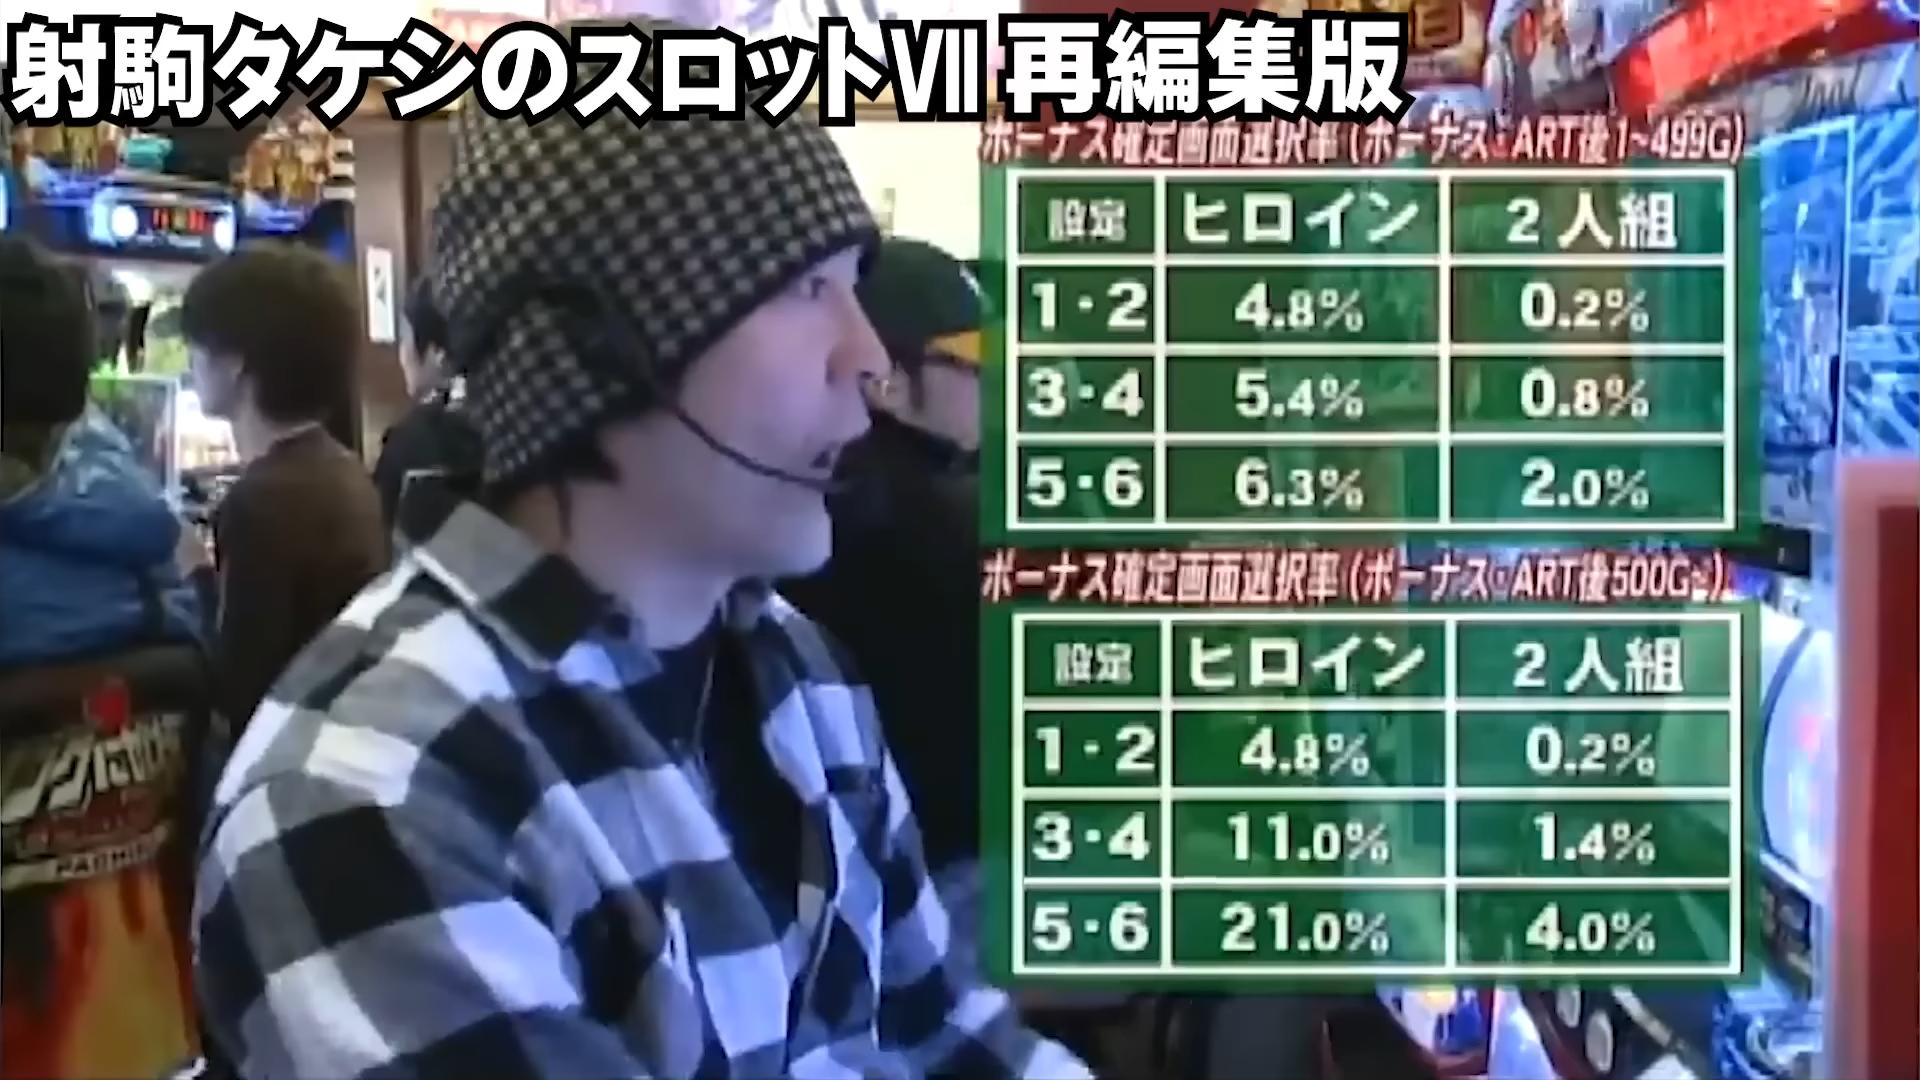 射駒タケシのスロットⅦ 再編集版
ボーナス確定画面選択率(ボーナス・ART後1~499G)
設定 ヒロイン 2人組
1・2 4.8% 0.2%
3・4 5.4% 0.8%
5・6 6.3% 2.0%
ボーナス確定画面選択率(ボーナス・ART後500G~)
設定 ヒロイン 2人組
1・2 4.8% 0.2%
3・4 11.0% 1.4%
5・6 21.0% 4.0%